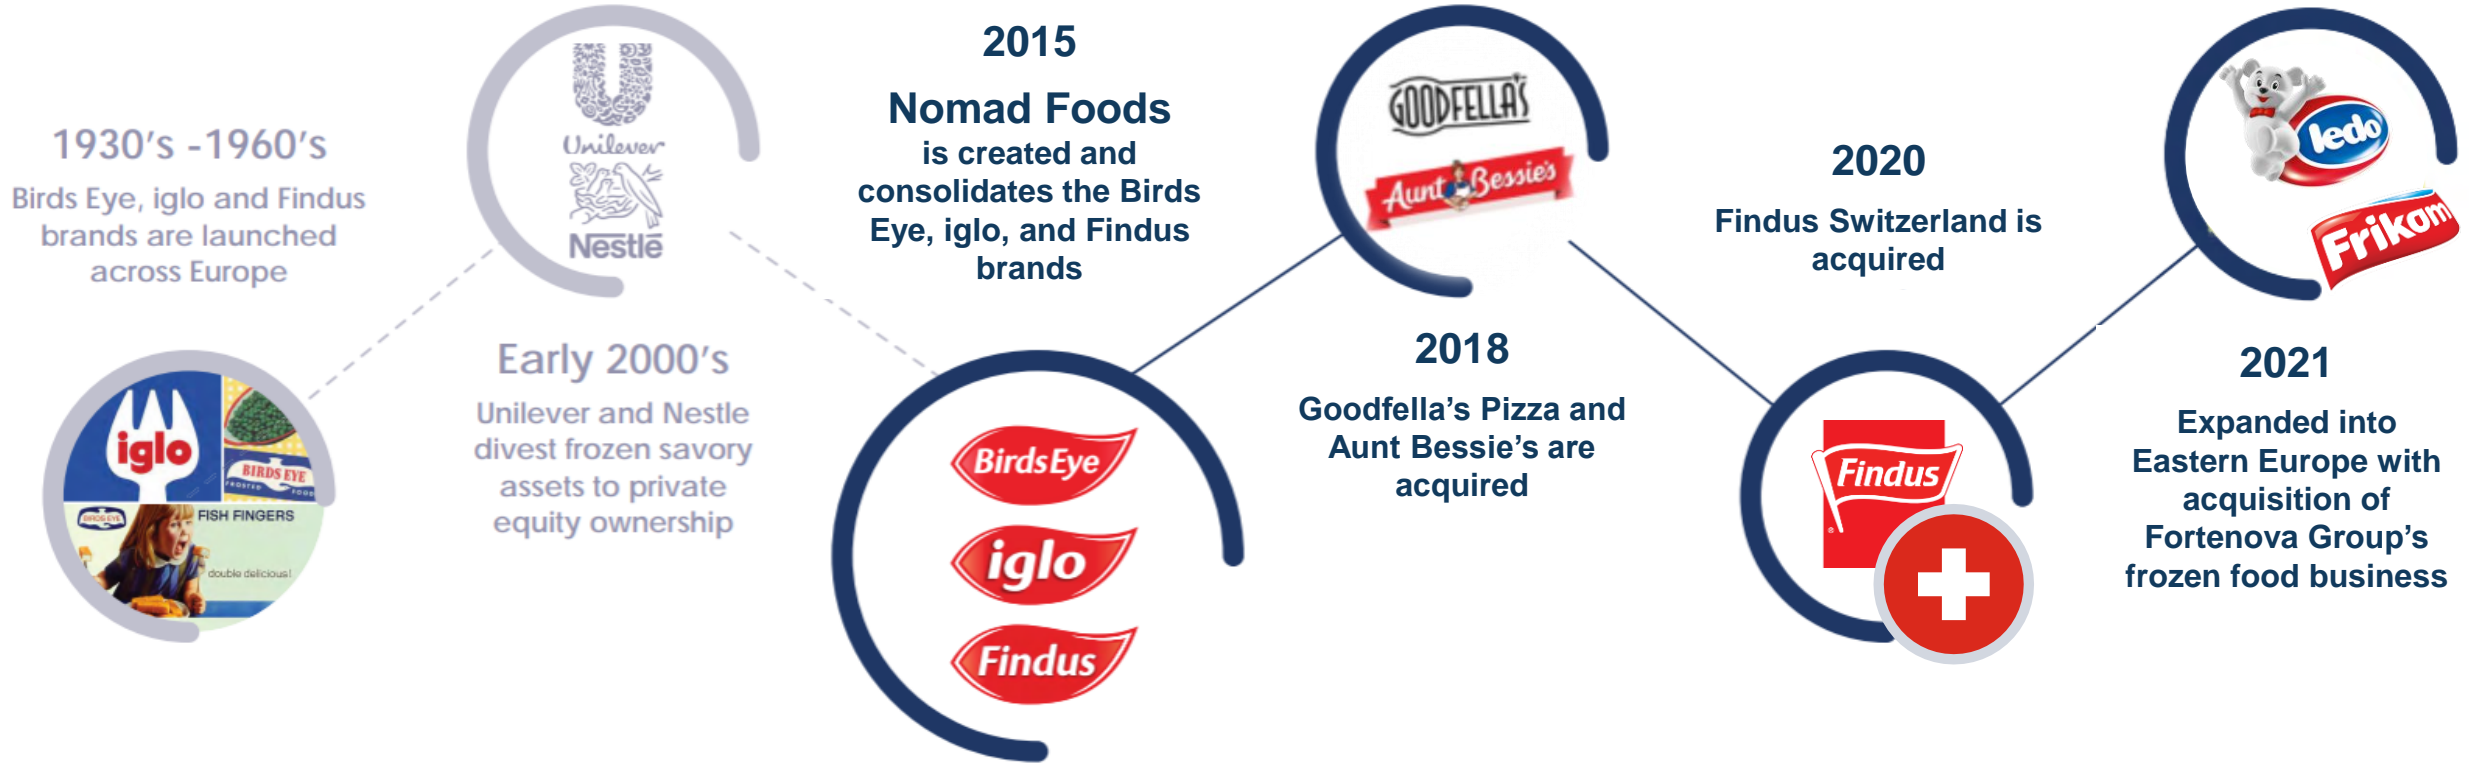 1930's -1960's
Birds Eye, iglo and Findus
brands are launched
across Europe
iglo
BIRDS EYE
FROSTED FOODS
BIRDS EYE
FISH FINGERS
double delicious!
Unilever
Nestlé
Early 2000's
Unilever and Nestle
divest frozen savory
assets to private
equity ownership
2015
Nomad Foods
is created and
consolidates the Birds
Eye, iglo, and Findus
brands
Birds Eye
iglo
Findus
GOODFELLA'S
Aunt Bessie's
2018
Goodfella's Pizza and
Aunt Bessie's are
acquired
2020
Findus Switzerland is
acquired
Findus
®
ledo
Frikom
2021
Expanded into
Eastern Europe with
acquisition of
Fortenova Group's
frozen food business